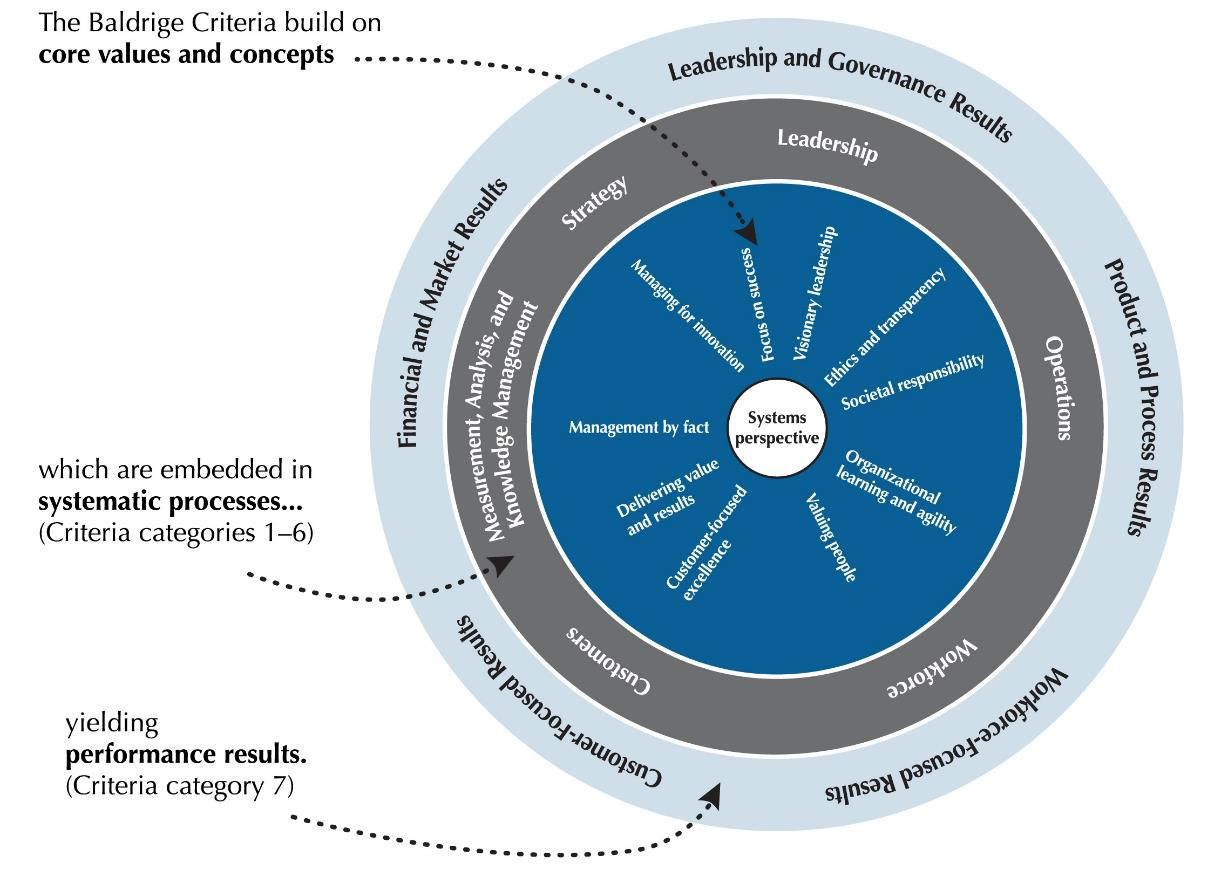 The Baldrige Criteria build on
core values and concepts
which are embedded in
systematic processes...
(Criteria categories 1–6)
yielding
performance results.
(Criteria category 7)
Leadership and Governance Results
Product and Process Results
Workforce-Focused Results
Customer-Focused Results
Financial and Market Results
Leadership
Operations
Workforce
Customers
Measurement, Analysis, and
Knowledge Management
Strategy
Focus on success
Visionary leadership
Ethics and transparency
Societal responsibility
Organizational
learning and agility
Valuing people
Customer-focused
excellence
Delivering value
and results
Management by fact
Managing for innovation
Systems
perspective